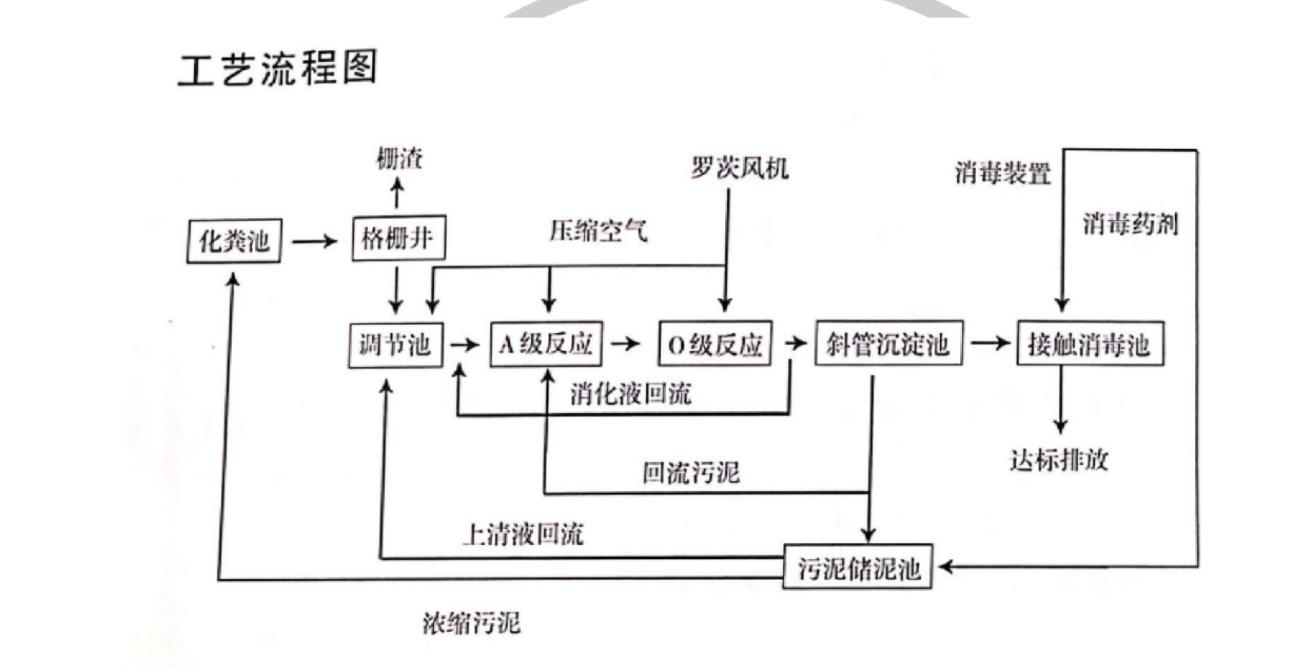 工艺流程图
栅渣
罗茨风机
消毒装置
消毒药剂
化粪池
格栅井
压缩空气
调节池
A级反应
O级反应
斜管沉淀池
接触消毒池
消化液回流
达标排放
回流污泥
上清液回流
污泥储泥池
浓缩污泥